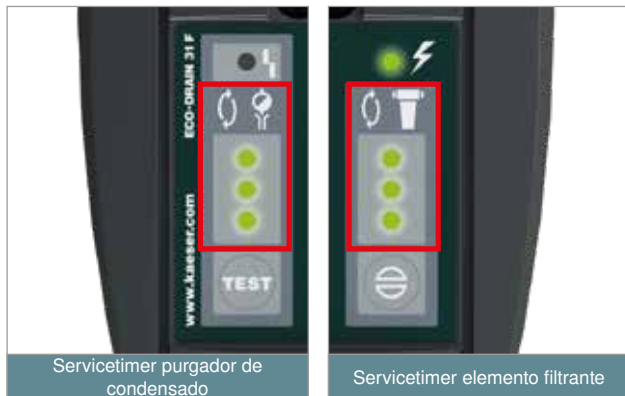 ECO-DRAIN 31 F
www.kaeser.com
TEST
Servicetimer purgador de
condensado
Servicetimer elemento filtrante